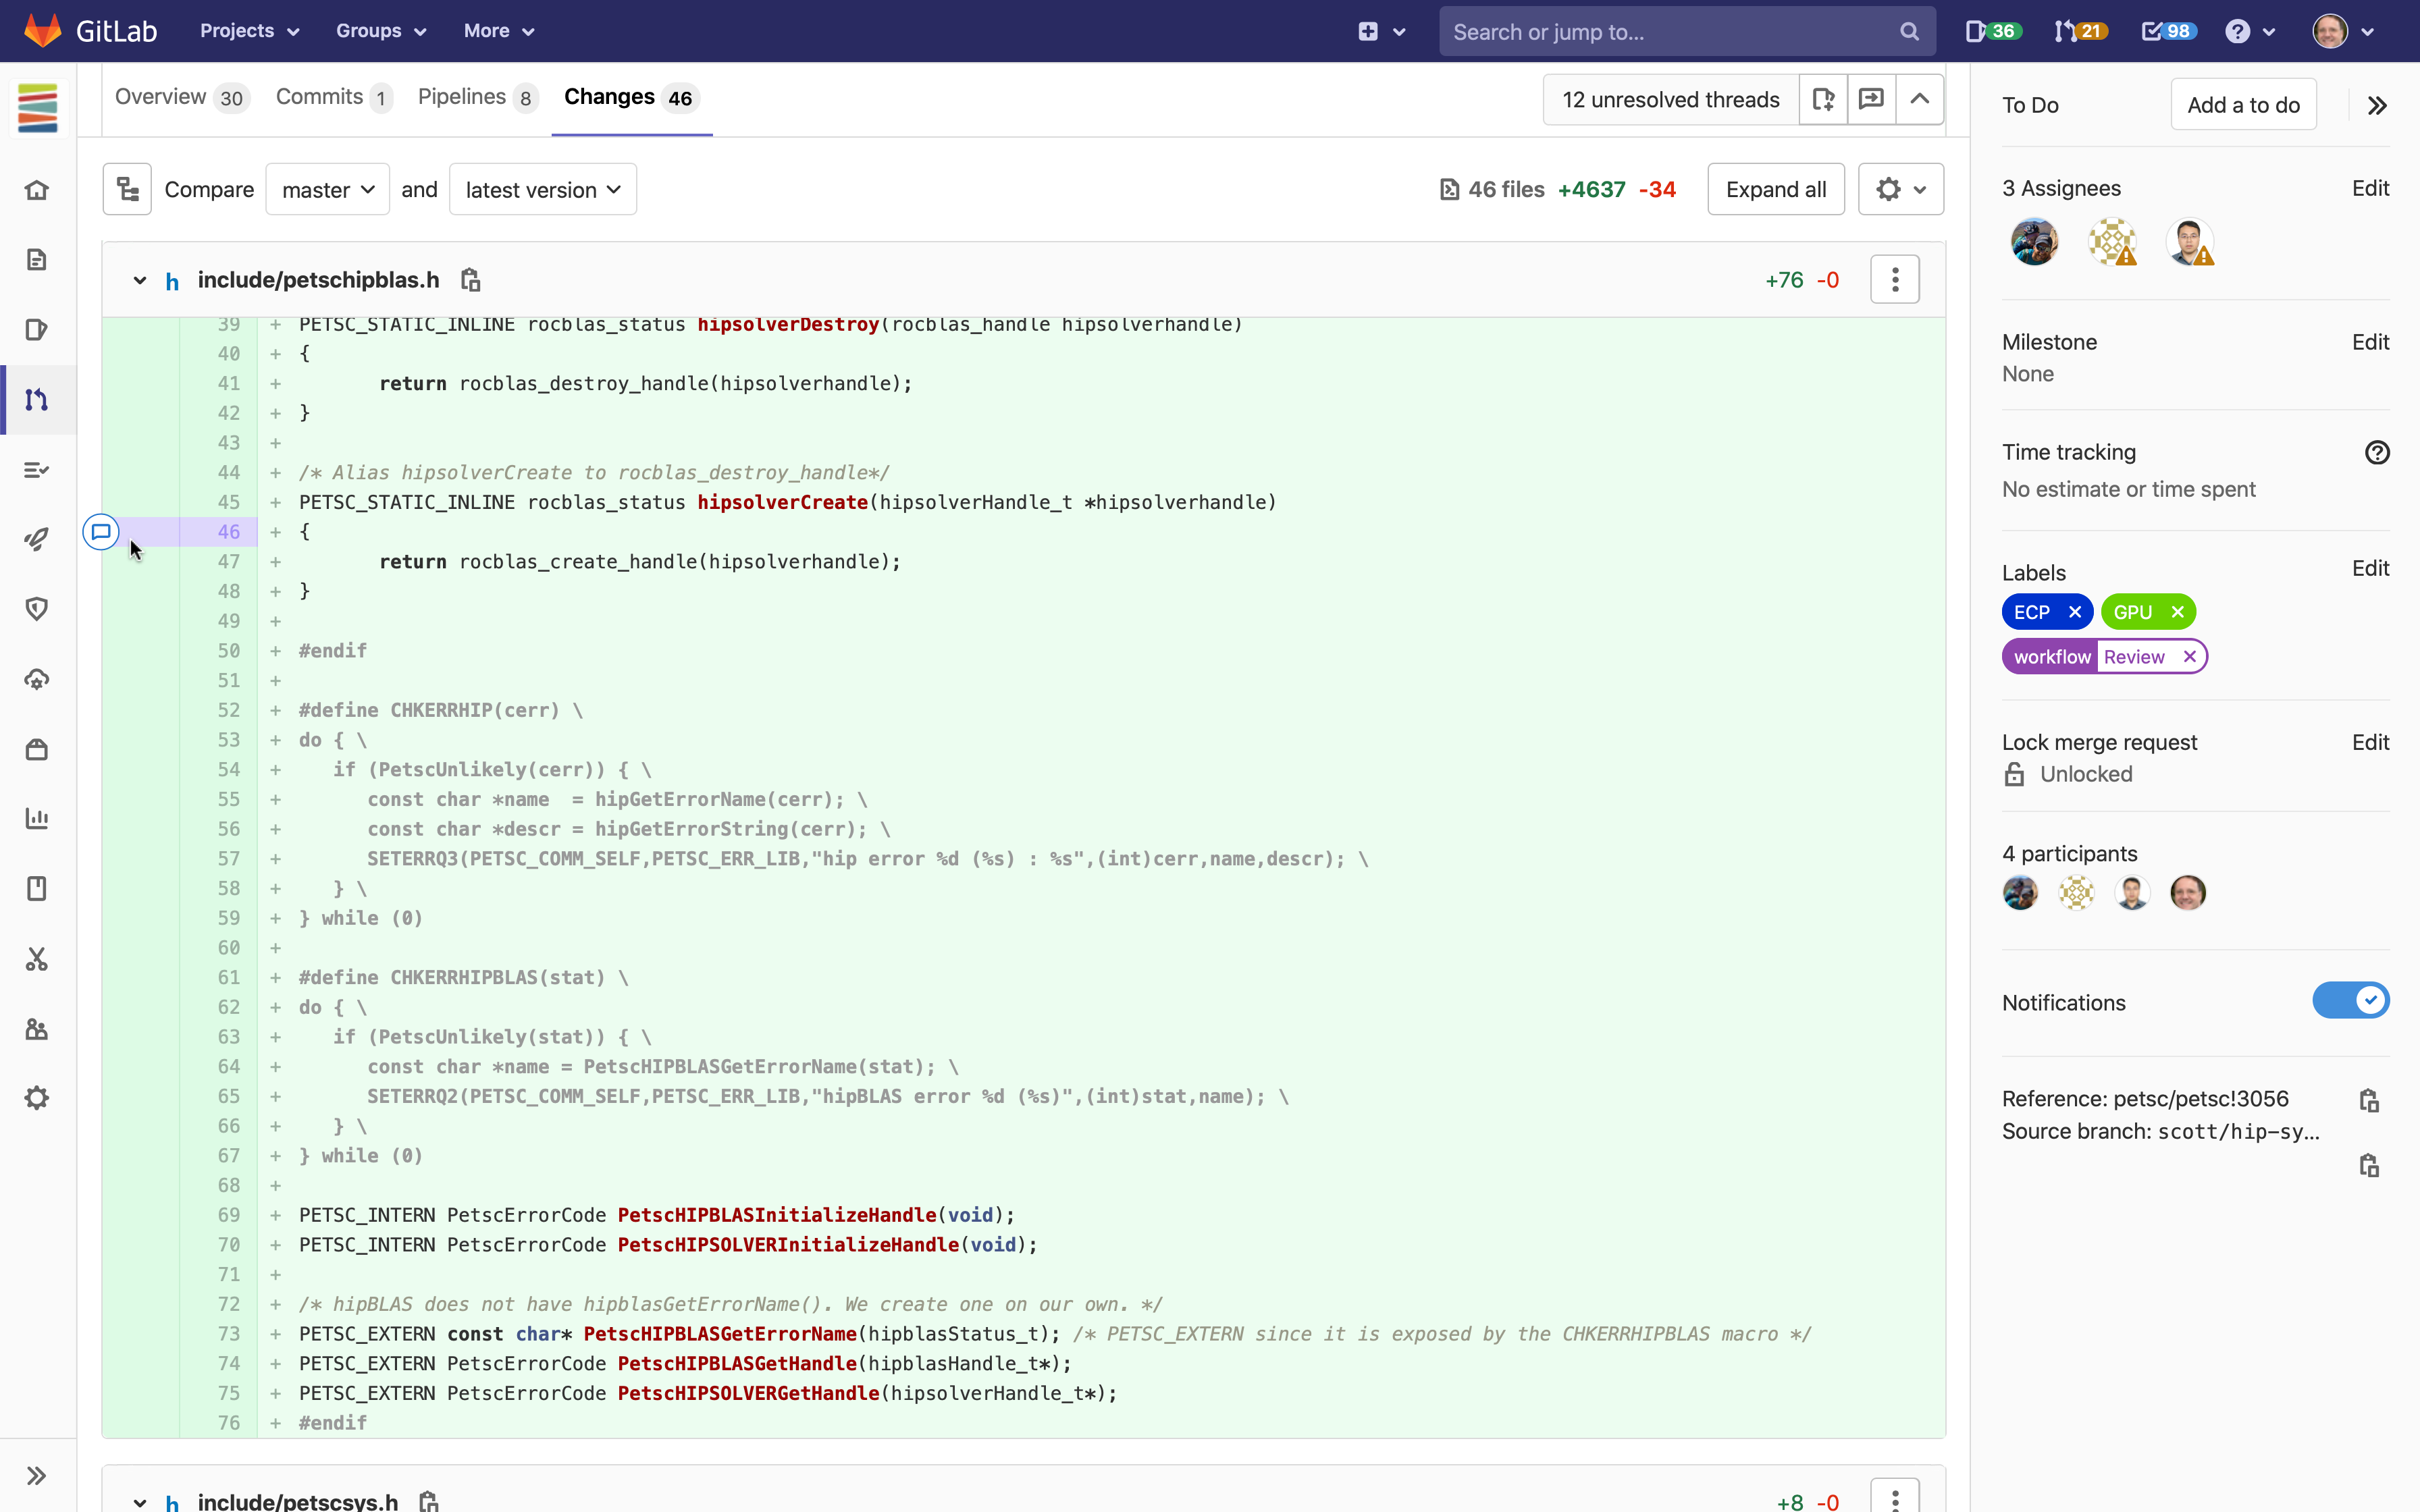 GitLab Projects Groups More Search or jump to... 36 21 98
Overview 30 Commits 1 Pipelines 8 Changes 46 12 unresolved threads
Compare master and latest version 46 files +4637 -34 Expand all
h include/petschipblas.h +76 -0
39 + PETSC_STATIC_INLINE rocblas_status hipsolverDestroy(rocblas_handle hipsolverhandle)
40 + {
41 + return rocblas_destroy_handle(hipsolverhandle);
42 + }
43 +
44 + /* Alias hipsolverCreate to rocblas_destroy_handle*/
45 + PETSC_STATIC_INLINE rocblas_status hipsolverCreate(hipsolverHandle_t *hipsolverhandle)
46 + {
47 + return rocblas_create_handle(hipsolverhandle);
48 + }
49 +
50 + #endif
51 +
52 + #define CHKERRHIP(cerr) \
53 + do { \
54 + if (PetscUnlikely(cerr)) { \
55 + const char *name  = hipGetErrorName(cerr); \
56 + const char *descr = hipGetErrorString(cerr); \
57 + SETERRQ3(PETSC_COMM_SELF,PETSC_ERR_LIB,"hip error %d (%s) : %s",(int)cerr,name,descr); \
58 + } \
59 + } while (0)
60 +
61 + #define CHKERRHIPBLAS(stat) \
62 + do { \
63 + if (PetscUnlikely(stat)) { \
64 + const char *name = PetscHIPBLASGetErrorName(stat); \
65 + SETERRQ2(PETSC_COMM_SELF,PETSC_ERR_LIB,"hipBLAS error %d (%s)",(int)stat,name); \
66 + } \
67 + } while (0)
68 +
69 + PETSC_INTERN PetscErrorCode PetscHIPBLASInitializeHandle(void);
70 + PETSC_INTERN PetscErrorCode PetscHIPSOLVERInitializeHandle(void);
71 +
72 + /* hipBLAS does not have hipblasGetErrorName(). We create one on our own. */
73 + PETSC_EXTERN const char* PetscHIPBLASGetErrorName(hipblasStatus_t); /* PETSC_EXTERN since it is exposed by the CHKERRHIPBLAS macro */
74 + PETSC_EXTERN PetscErrorCode PetscHIPBLASGetHandle(hipblasHandle_t*);
75 + PETSC_EXTERN PetscErrorCode PetscHIPSOLVERGetHandle(hipsolverHandle_t*);
76 + #endif
h include/petscsys.h +8 -0
To Do Add a to do
3 Assignees Edit
Milestone Edit
None
Time tracking
No estimate or time spent
Labels Edit
ECP GPU
workflow Review
Lock merge request Edit
Unlocked
4 participants
Notifications
Reference: petsc/petsc!3056
Source branch: scott/hip-sy...